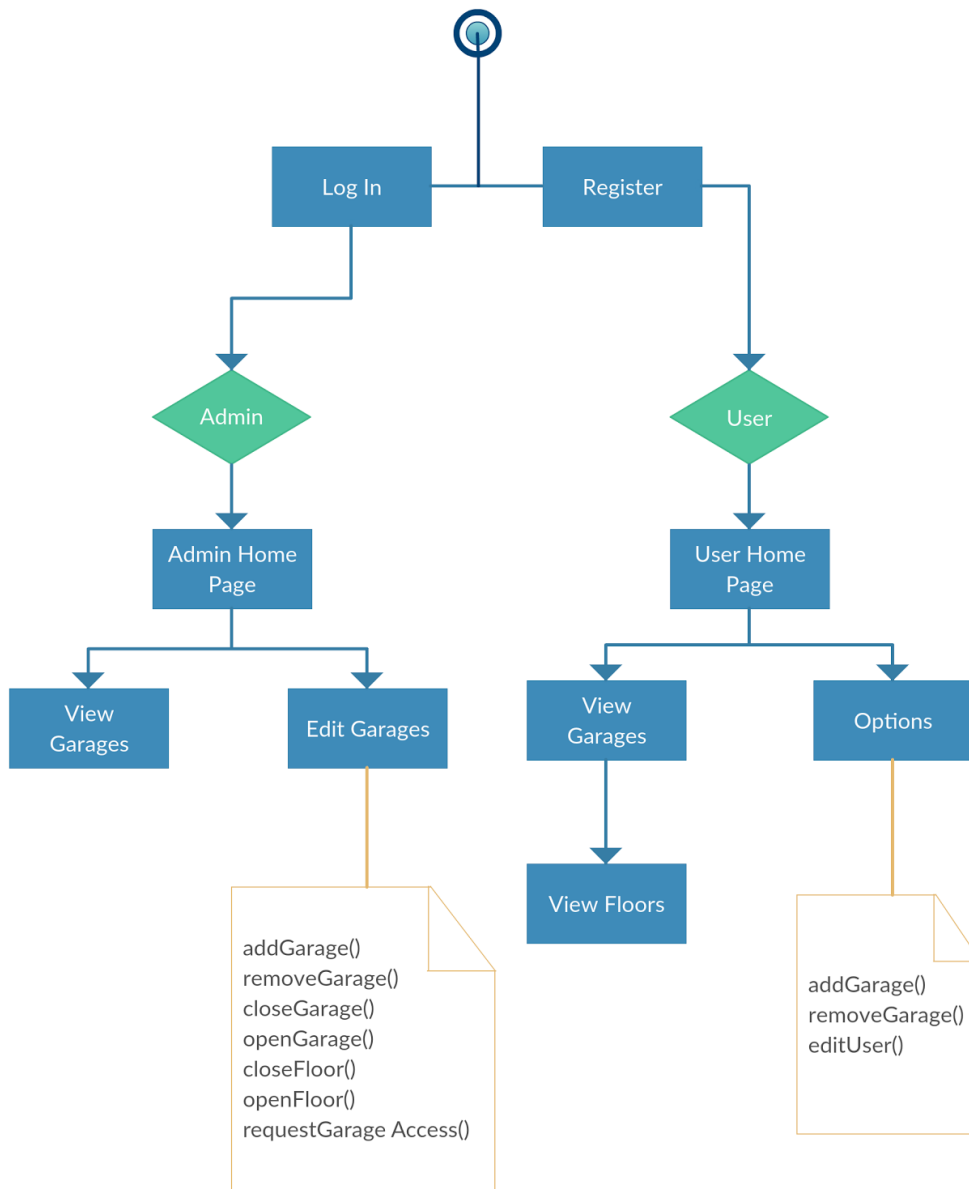 Log In
Register
Admin
User
Admin Home
Page
User Home
Page
View
Garages
Edit Garages
View
Garages
Options
View Floors
addGarage()
removeGarage()
closeGarage()
openGarage()
closeFloor()
openFloor()
requestGarage Access()
addGarage()
removeGarage()
editUser()